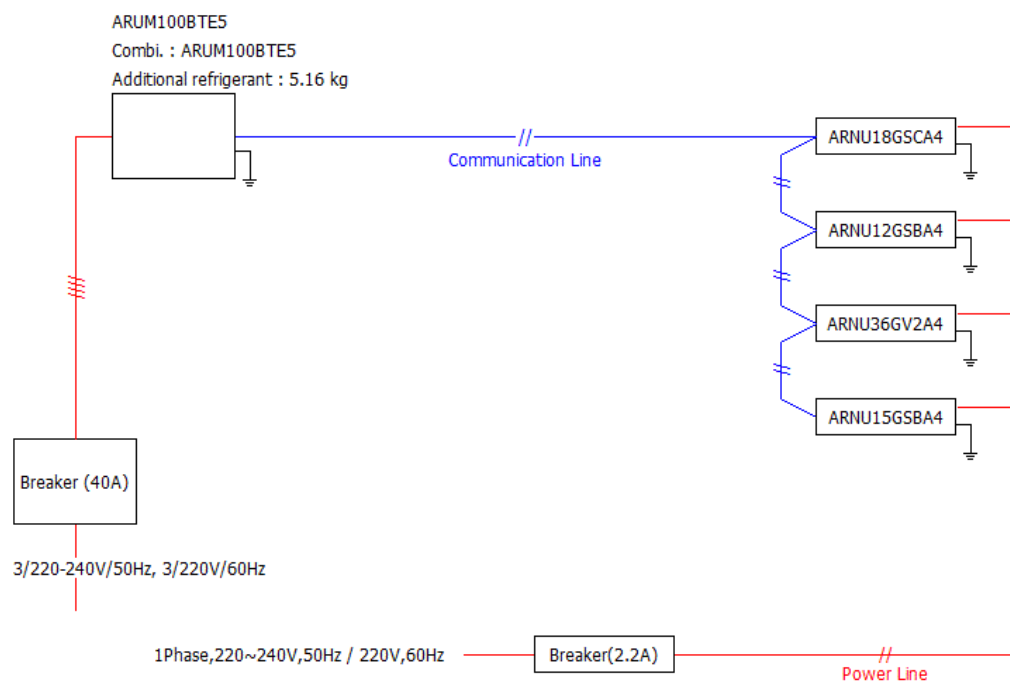 ARUM100BTE5
Combi. : ARUM100BTE5
Additional refrigerant : 5.16 kg
ARNU18GSCA4
Communication Line
ARNU12GSBA4
ARNU36GV2A4
ARNU15GSBA4
Breaker (40A)
3/220-240V/50Hz, 3/220V/60Hz
1Phase,220~240V,50Hz / 220V,60Hz
Breaker(2.2A)
Power Line